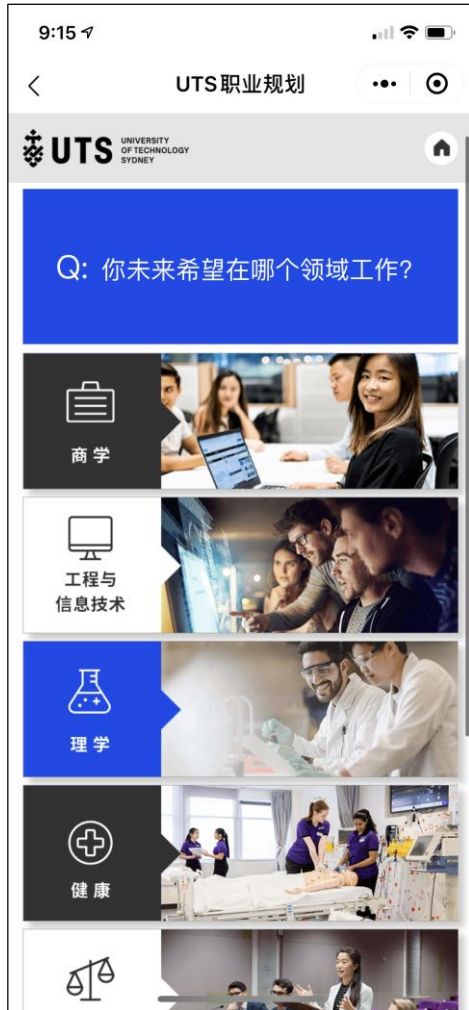 9:15
UTS职业规划
UTS
UNIVERSITY
OF TECHNOLOGY
SYDNEY
Q: 你未来希望在哪个领域工作?
商学
工程与
信息技术
理学
健康